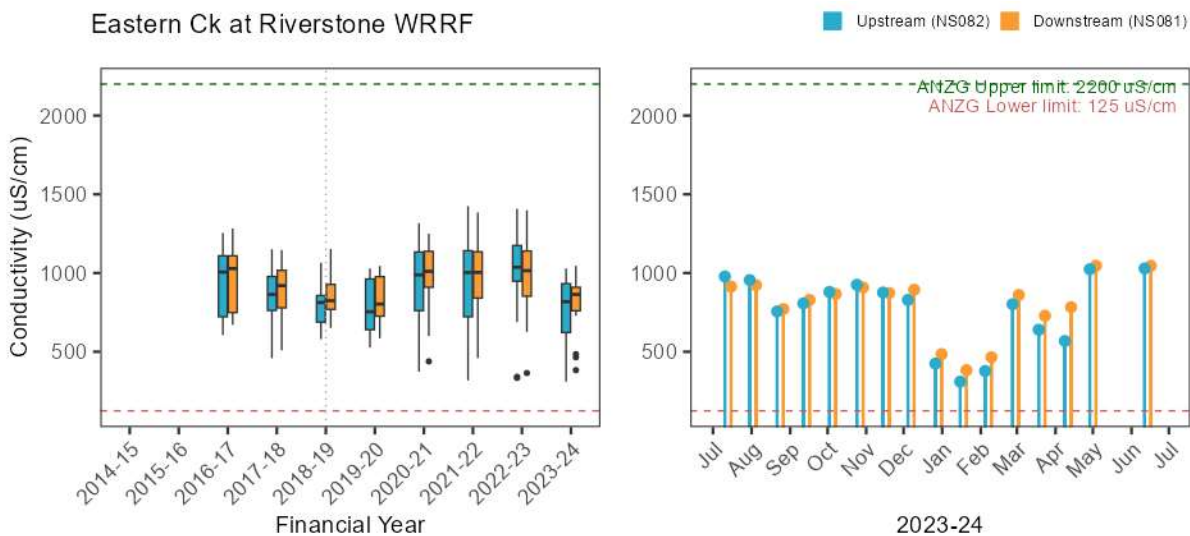 Eastern Ck at Riverstone WRRF
Upstream (NS082) Downstream (NS081)
Conductivity (uS/cm)
2000
1500
1000
500
2014-15
2015-16
2016-17
2017-18
2018-19
2019-20
2020-21
2021-22
2022-23
2023-24
Financial Year
ANZG Upper limit: 2200 uS/cm
ANZG Lower limit: 125 uS/cm
2000
1500
1000
500
Jul
Aug
Sep
Oct
Nov
Dec
Jan
Feb
Mar
Apr
May
Jun
Jul
2023-24